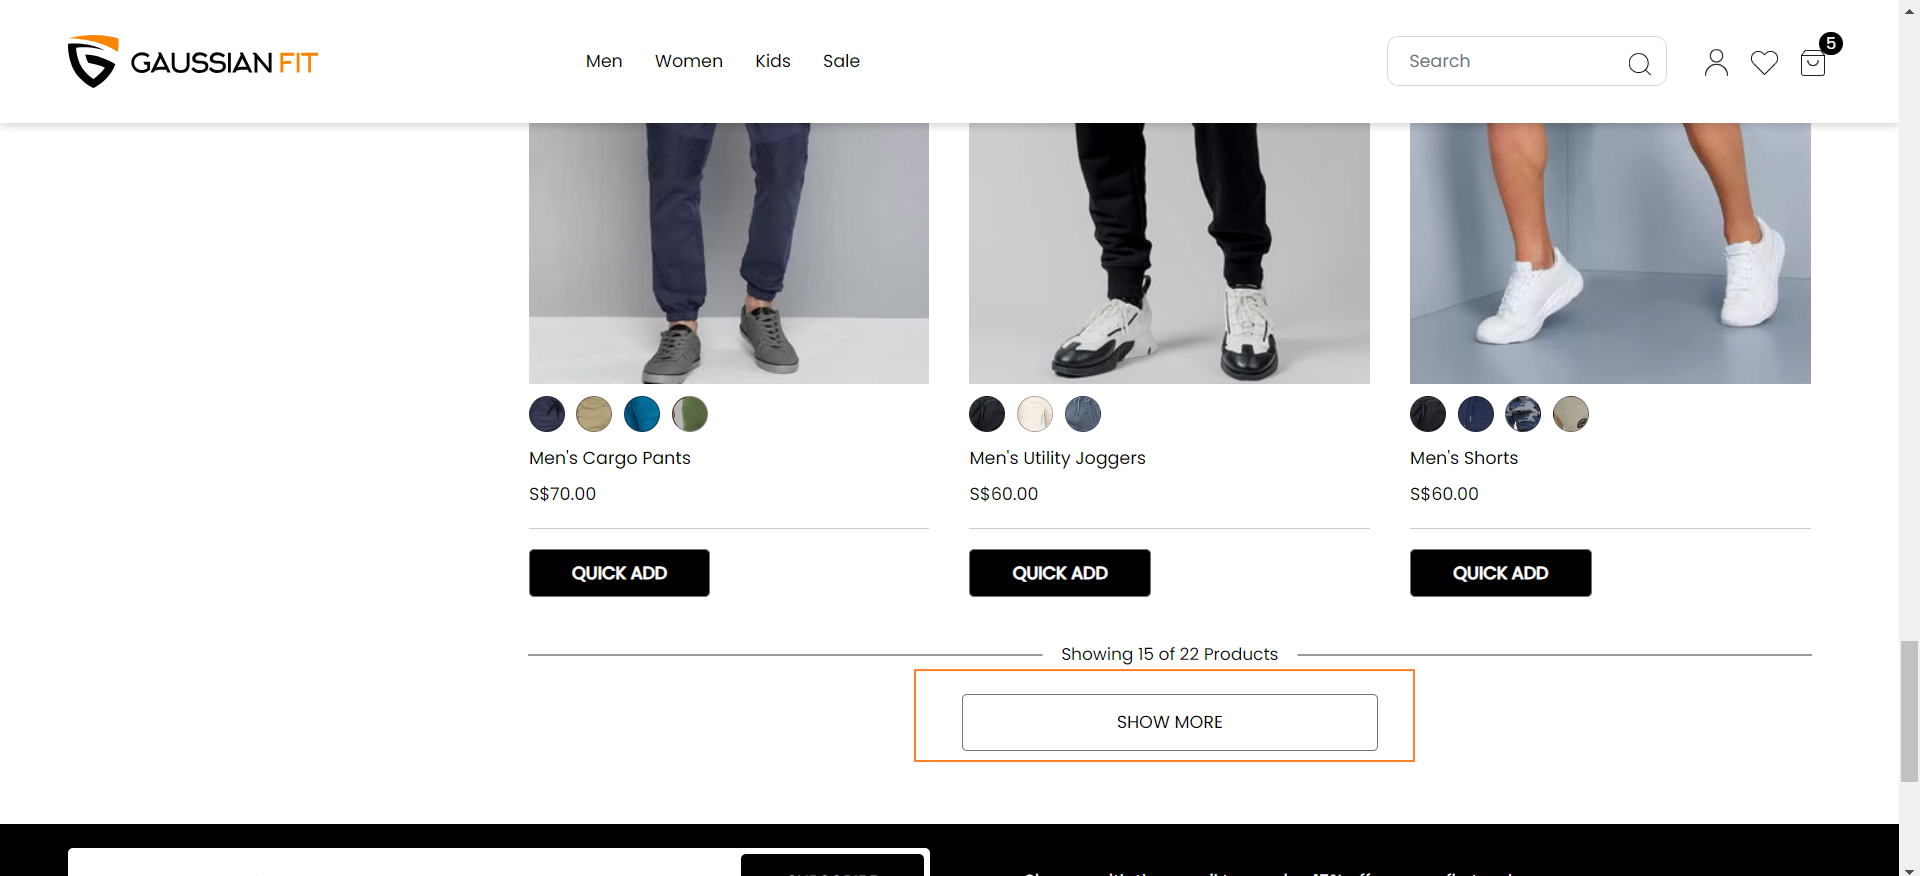 GAUSSIAN FIT
Men Women Kids Sale
Search
5
Men's Cargo Pants
S$70.00
QUICK ADD
Men's Utility Joggers
S$60.00
QUICK ADD
Men's Shorts
S$60.00
QUICK ADD
Showing 15 of 22 Products
SHOW MORE